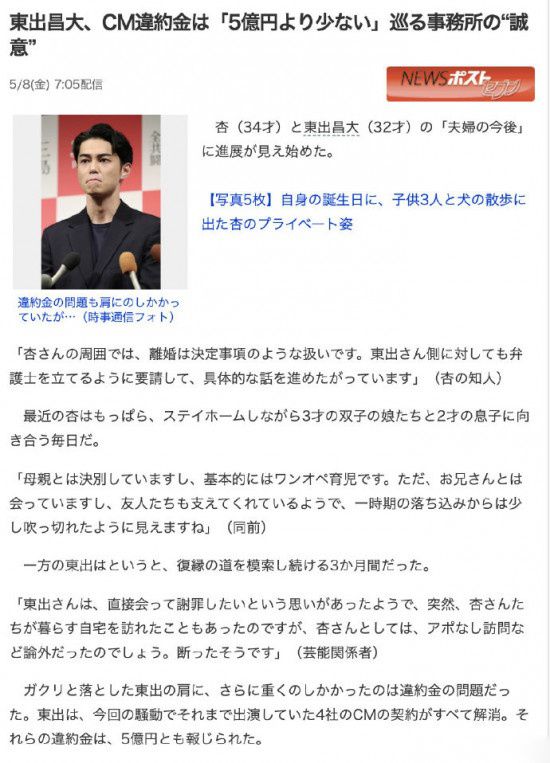 東出昌大、CM違約金は「5億円より少ない」巡る事務所の“誠
意”
5/8(金) 7:05配信
NEWSポスト
セブン
杏（34才）と東出昌大（32才）の「夫婦の今後」
に進展が見え始めた。
【写真5枚】自身の誕生日に、子供3人と犬の散歩に
出た杏のプライベート姿
違約金の問題も肩にのしかかっ
ていたが…（時事通信フォト）
「杏さんの周囲では、離婚は決定事項のような扱いです。東出さん側に対しても弁
護士を立てるように要請して、具体的な話を進めたがっています」（杏の知人）
最近の杏はもっぱら、ステイホームしながら3才の双子の娘たちと2才の息子に向
き合う毎日だ。
「母親とは決別していますし、基本的にはワンオペ育児です。ただ、お兄さんとは
会っていますし、友人たちも支えてくれているようで、一時期の落ち込みからは少
し吹っ切れたように見えますね」（同前）
一方の東出はというと、復縁の道を模索し続ける3か月間だった。
「東出さんは、直接会って謝罪したいという思いがあったようで、突然、杏さんた
ちが暮らす自宅を訪れたこともあったのですが、杏さんとしては、アポなし訪問な
ど論外だったのでしょう。断ったそうです」（芸能関係者）
ガクリと落とした東出の肩に、さらに重くのしかかったのは違約金の問題だっ
た。東出は、今回の騒動でそれまで出演していた4社のCMの契約がすべて解消。そ
れらの違約金は、5億円とも報じられた。